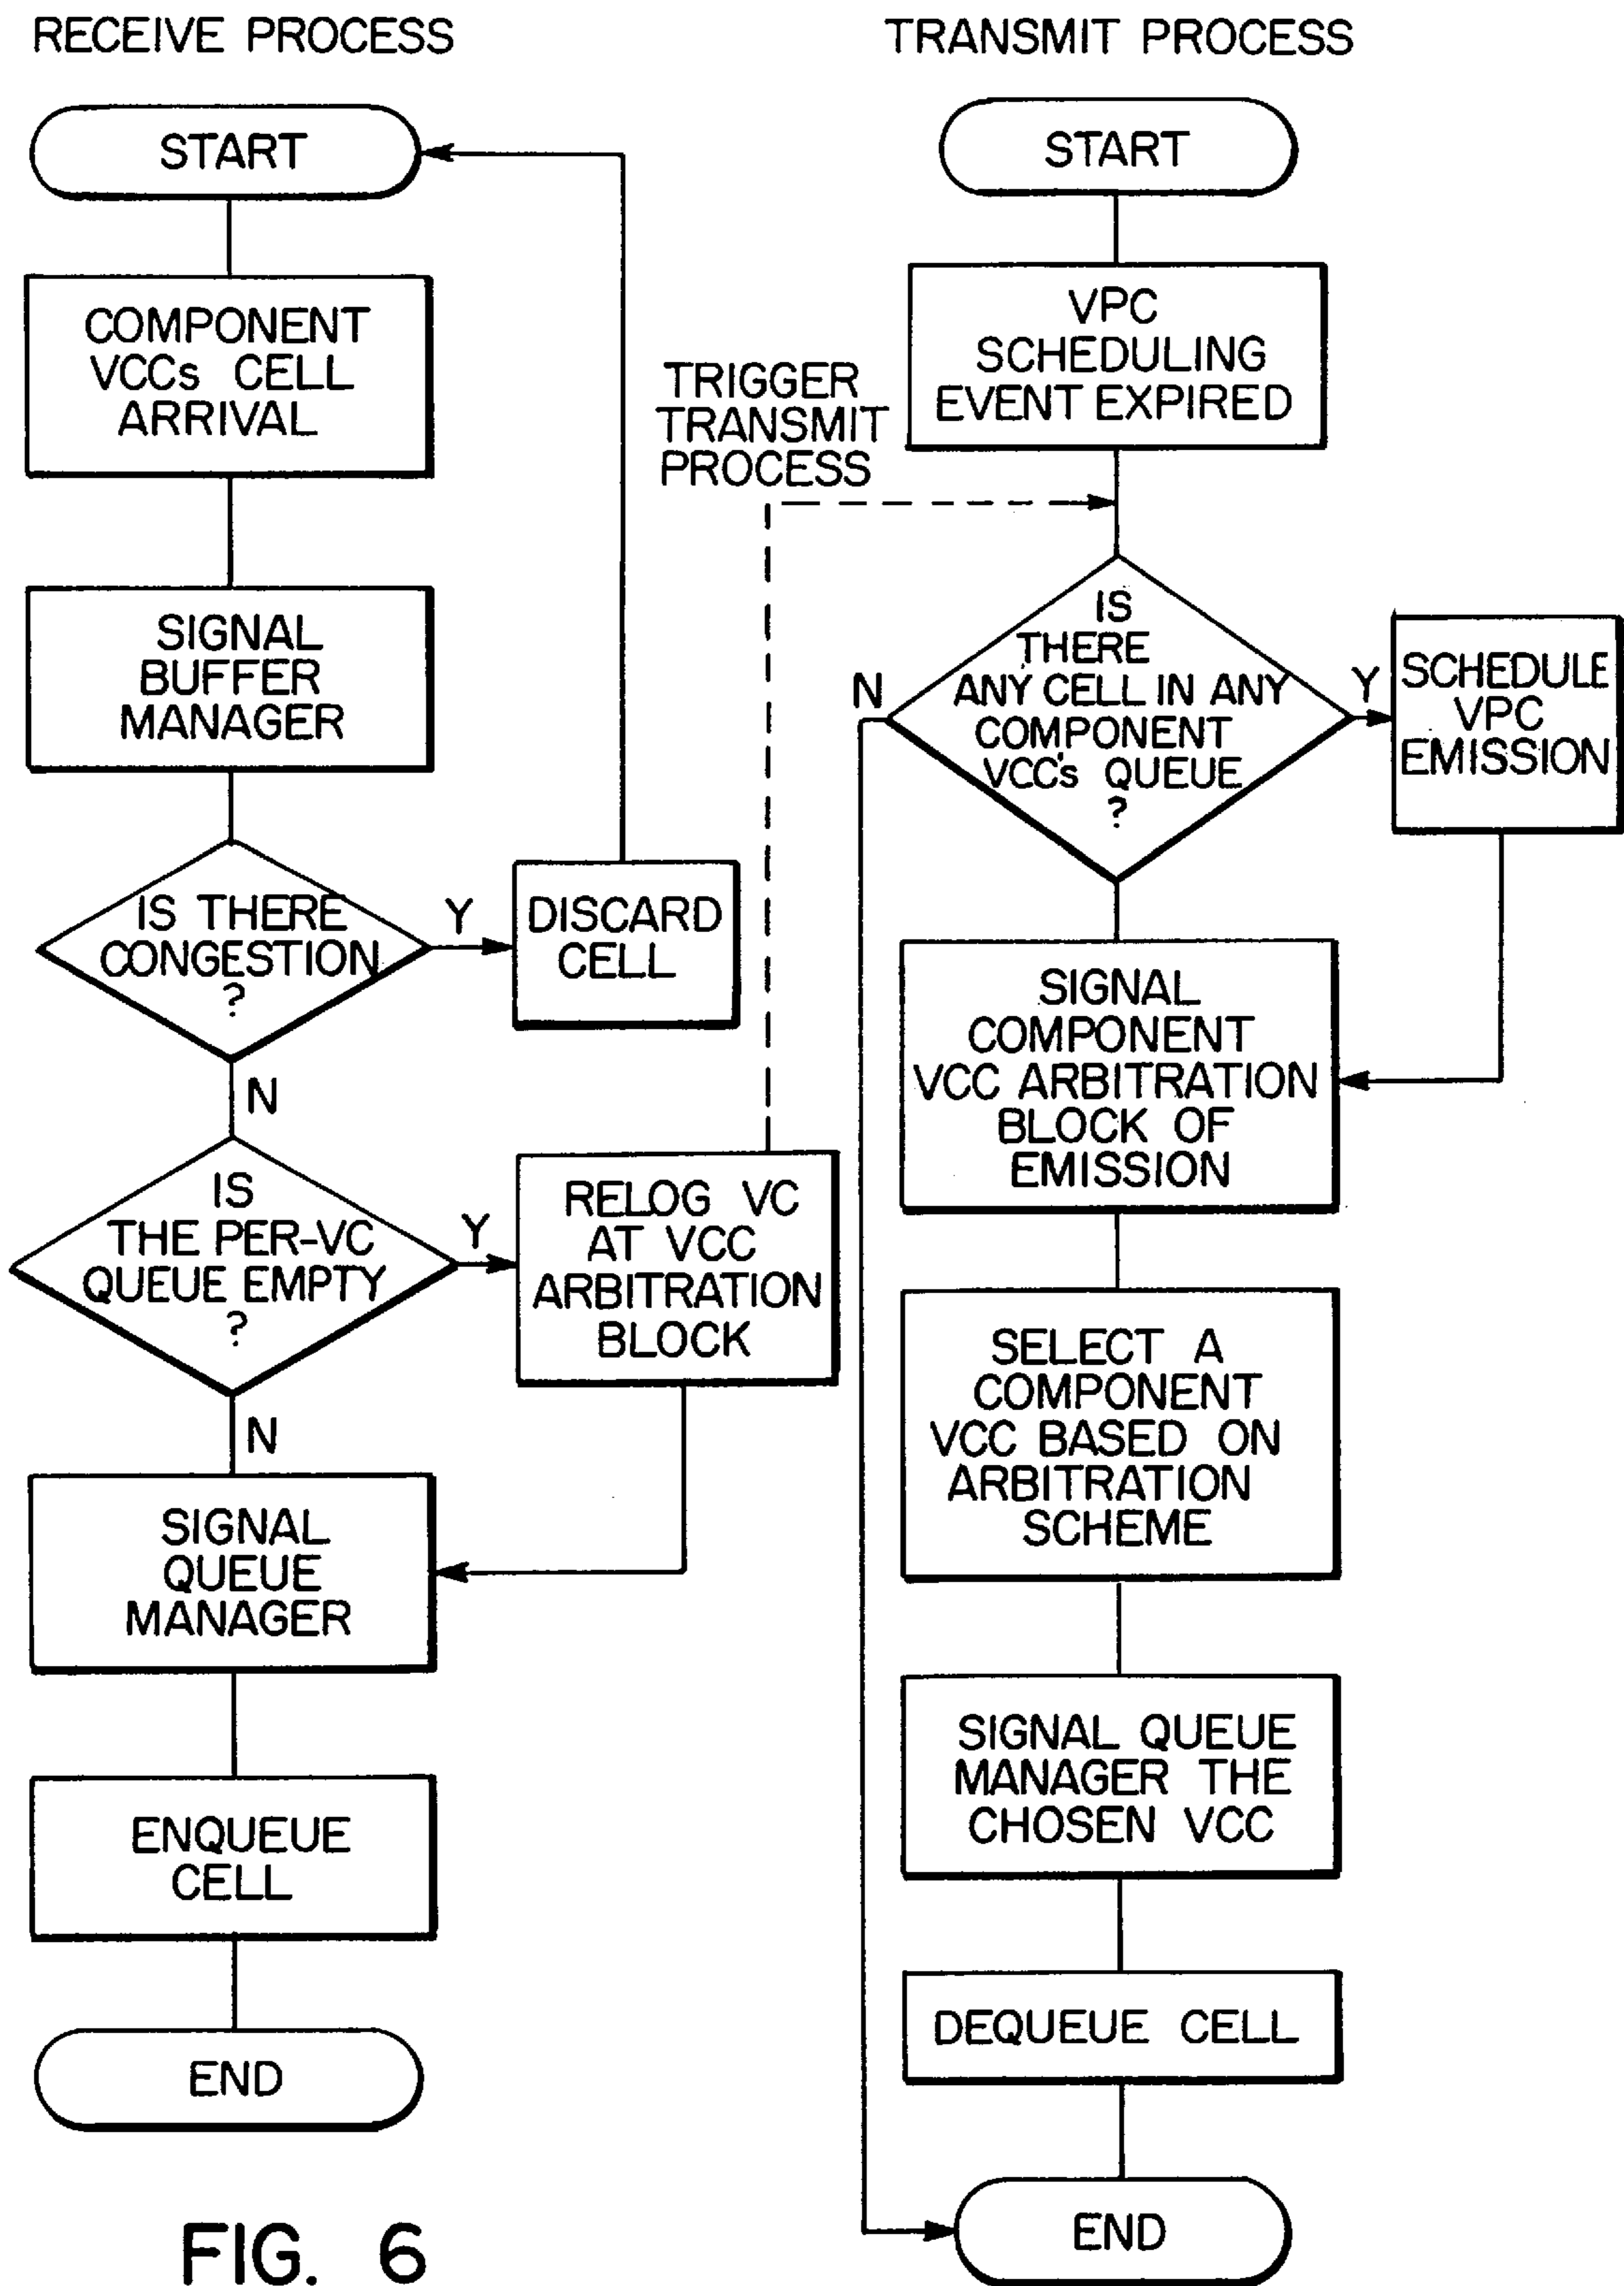 RECEIVE PROCESS
START
COMPONENT
VCCs CELL
ARRIVAL
SIGNAL
BUFFER
MANAGER
IS THERE
CONGESTION
?
Y
DISCARD
CELL
N
IS
THE PER-VC
QUEUE EMPTY
?
Y
RELOG VC
AT VCC
ARBITRATION
BLOCK
N
SIGNAL
QUEUE
MANAGER
ENQUEUE
CELL
END
TRIGGER
TRANSMIT
PROCESS
TRANSMIT PROCESS
START
VPC
SCHEDULING
EVENT EXPIRED
IS
THERE
ANY CELL IN ANY
COMPONENT
VCC's QUEUE
?
N
Y
SCHEDULE
VPC
EMISSION
SIGNAL
COMPONENT
VCC ARBITRATION
BLOCK OF
EMISSION
SELECT A
COMPONENT
VCC BASED ON
ARBITRATION
SCHEME
SIGNAL QUEUE
MANAGER THE
CHOSEN VCC
DEQUEUE CELL
END
FIG. 6